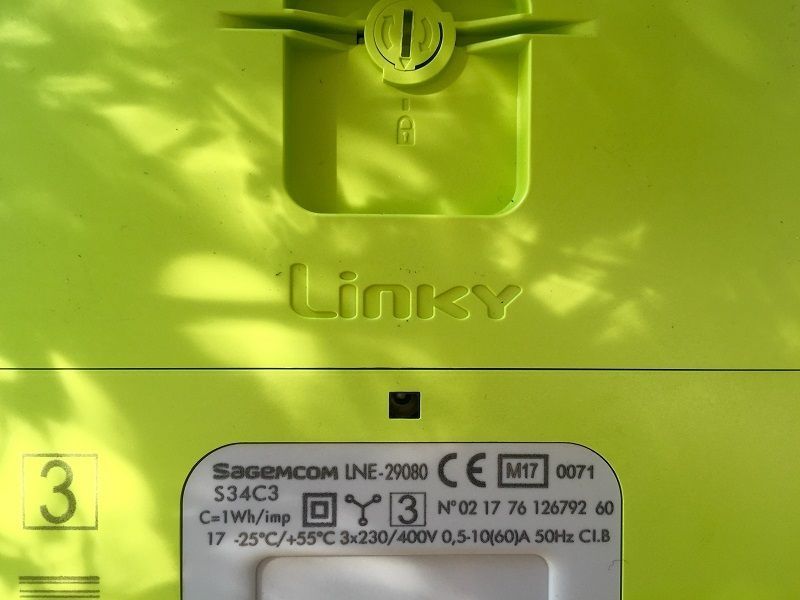 Linky
SAGEMCOM LNE-29080 CE M17 0071
S34C3
C=1Wh/imp 3 N° 02 17 76 126792 60
17 -25°C/+55°C 3x230/400V 0,5-10(60)A 50Hz Cl.B
3